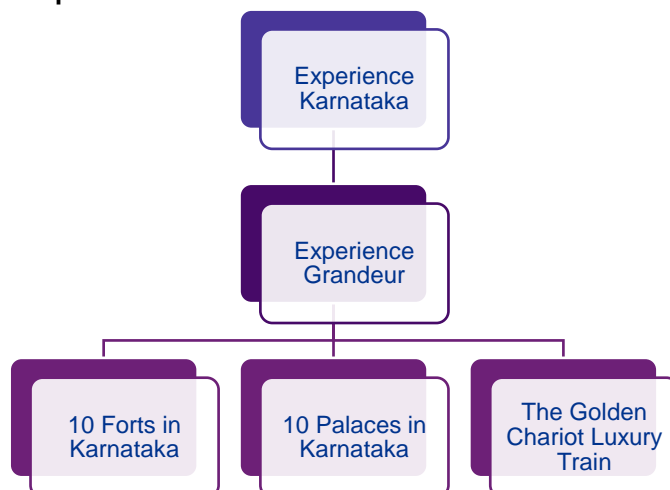 Experience
Karnataka
Experience
Grandeur
10 Forts in
Karnataka
10 Palaces in
Karnataka
The Golden
Chariot Luxury
Train